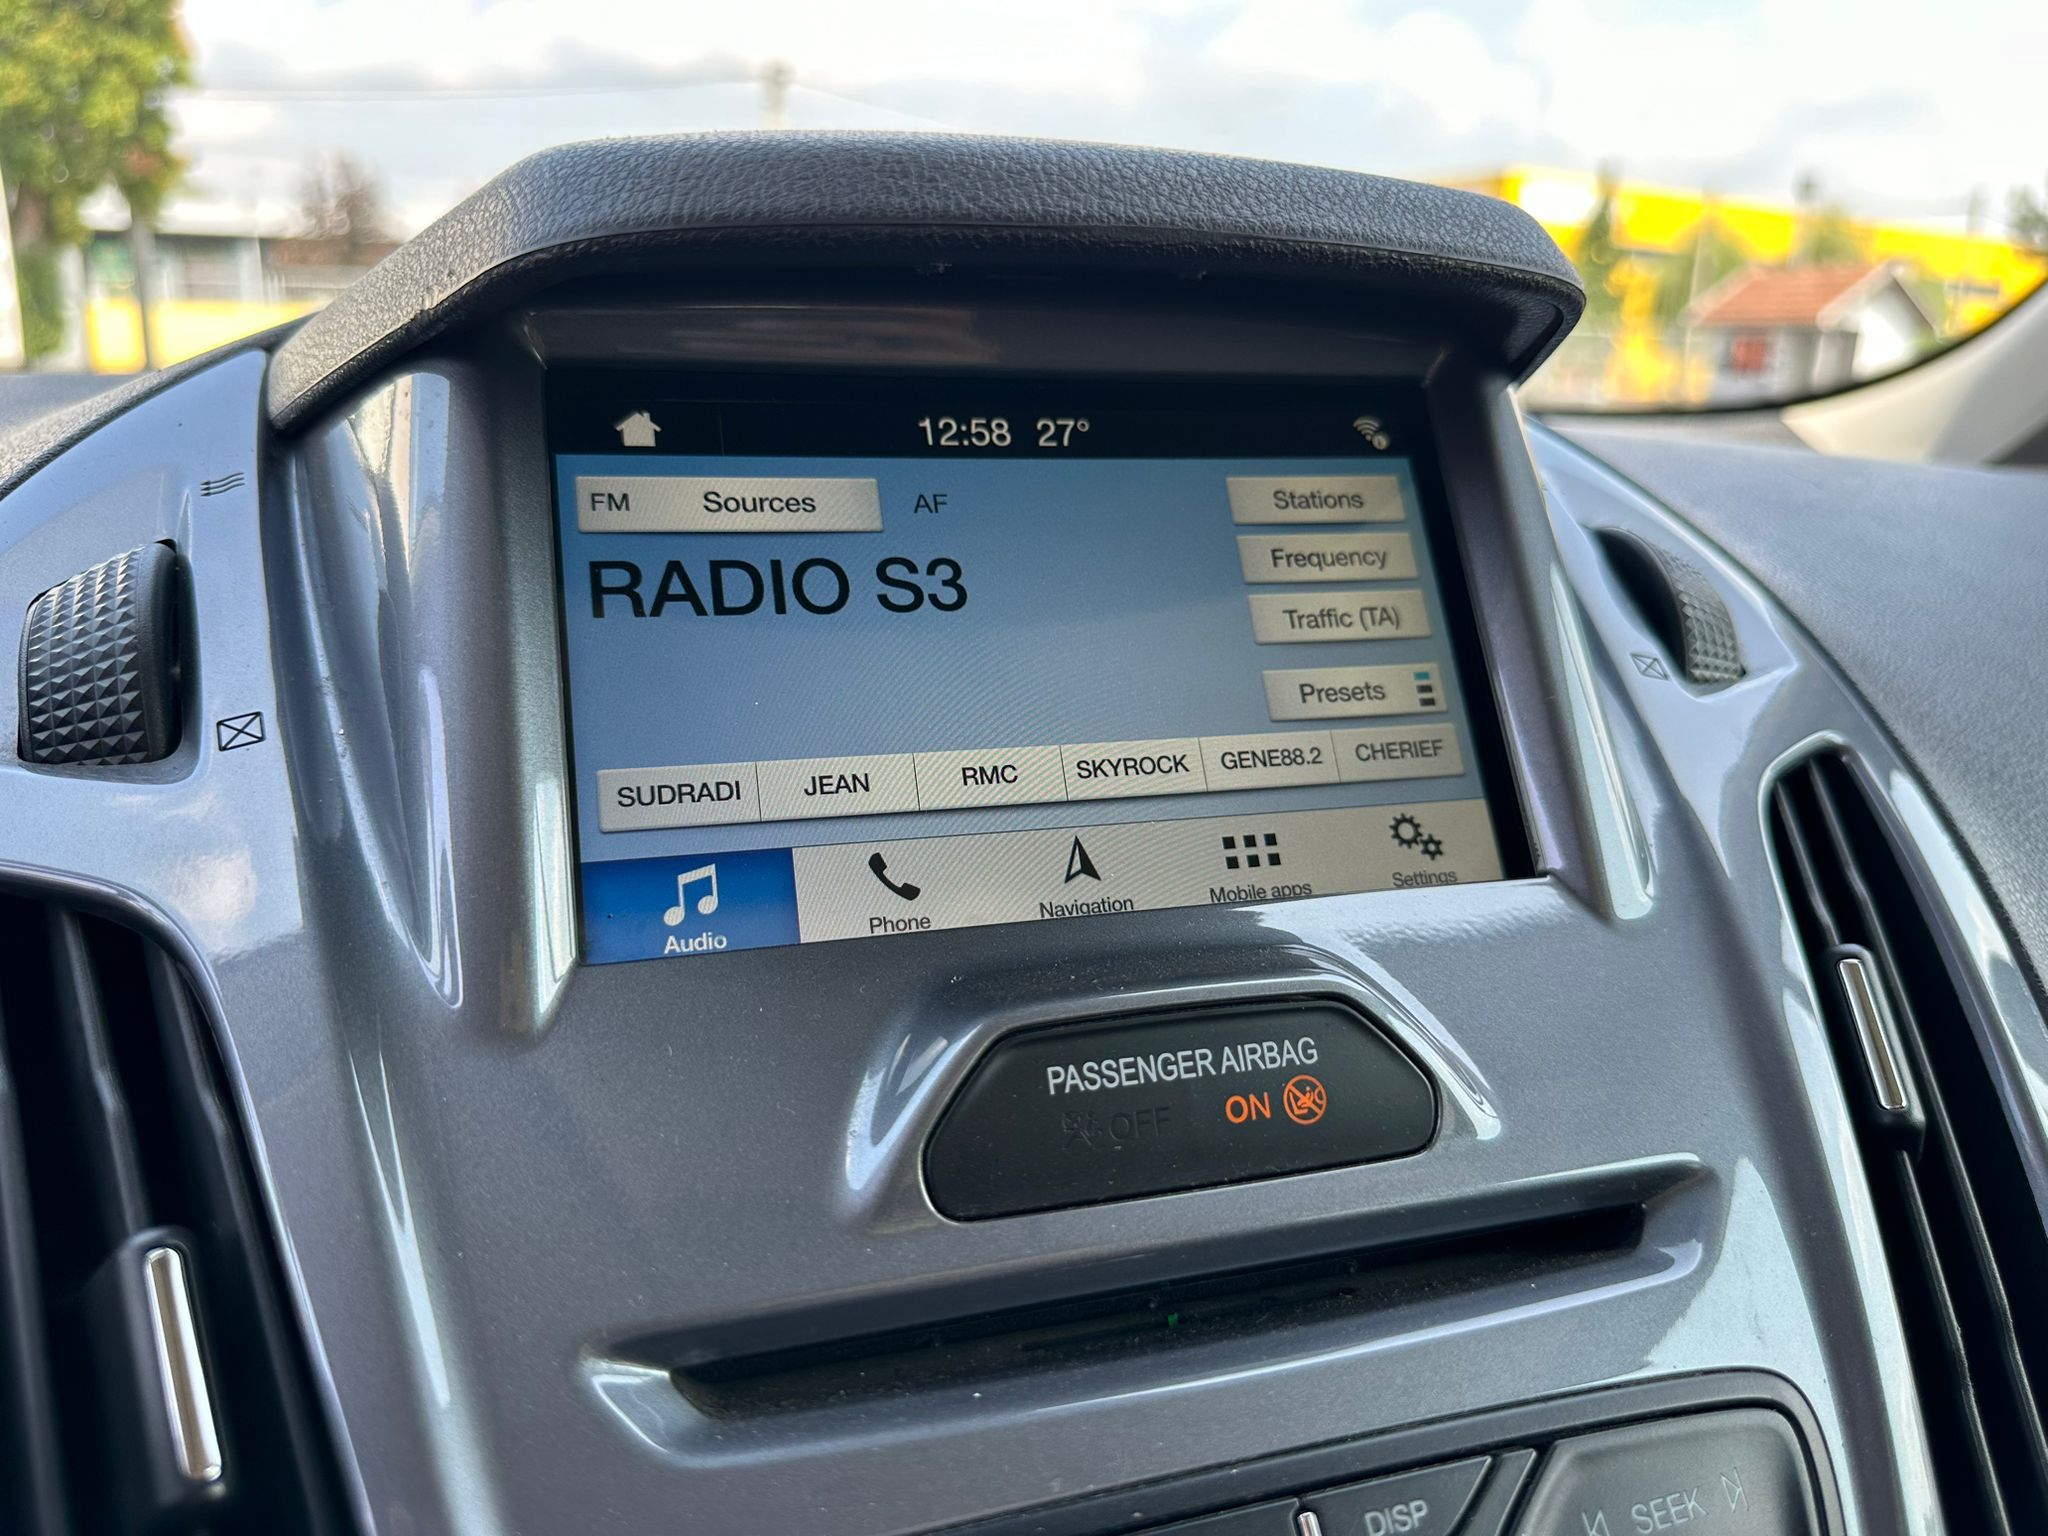 12:58 27°
FM Sources AF Stations
RADIO S3
Frequency
Traffic (TA)
Presets
SUDRADI JEAN RMC SKYROCK GENE88.2 CHERIEF
Audio Phone Navigation Mobile apps Settings
PASSENGER AIRBAG
OFF ON
DISP SEEK